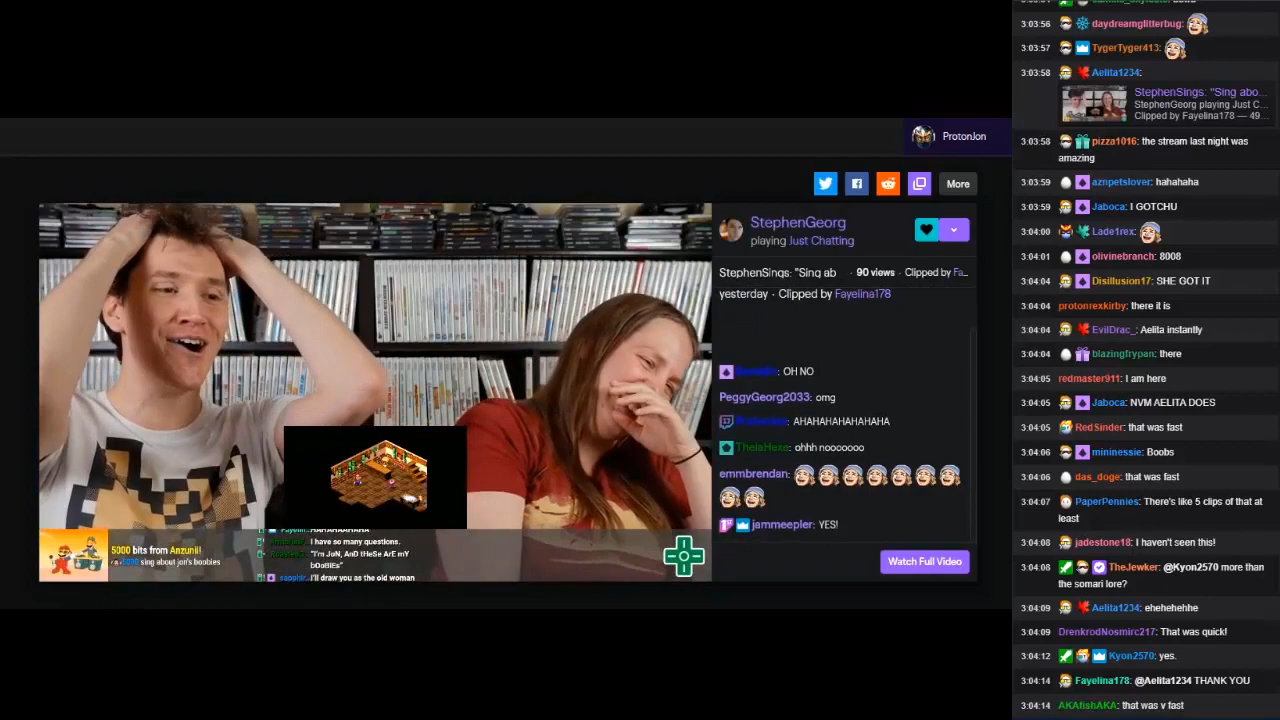 ProtonJon
More
StephenGeorg
playing Just Chatting
StephenSings: "Sing ab · 90 views · Clipped by Fa...
yesterday · Clipped by Fayelina178
: OH NO
PeggyGeorg2033: omg
: AHAHAHAHAHAHA
ThetaHexe: ohhh nooooooo
emmbrendan:
jammeepler: YES!
Watch Full Video
5000 bits from Anzunii!
sing about jon's boobies
HAHAHAAHAHA
I have so many questions.
"I'm JoN, AnD tHeSe ArE mY
bOoBiEs"
I'll draw you as the old woman
3:03:56 daydreamglitterbug:
3:03:57 TygerTyger413:
3:03:58 Aelita1234:
StephenSings: "Sing abo...
StephenGeorg playing Just C...
Clipped by Fayelina178 — 49...
3:03:58 pizza1016: the stream last night was
amazing
3:03:59 aznpetslover: hahahaha
3:03:59 Jaboca: I GOTCHU
3:04:00 Lade1rex:
3:04:01 olivinebranch: 8008
3:04:04 Disillusion17: SHE GOT IT
3:04:04 protonrexkirby: there it is
3:04:04 EvilDrac_: Aelita instantly
3:04:04 blazingfrypan: there
3:04:05 redmaster911: I am here
3:04:05 Jaboca: NVM AELITA DOES
3:04:05 RedSinder: that was fast
3:04:06 mininessie: Boobs
3:04:06 das_doge: that was fast
3:04:07 PaperPennies: There's like 5 clips of that at
least
3:04:08 jadestone18: I haven't seen this!
3:04:08 TheJewker: @Kyon2570 more than
the somari lore?
3:04:09 Aelita1234: ehehehehhe
3:04:09 DrenkrodNosmirc217: That was quick!
3:04:12 Kyon2570: yes.
3:04:14 Fayelina178: @Aelita1234 THANK YOU
3:04:14 AKAfishAKA: that was v fast